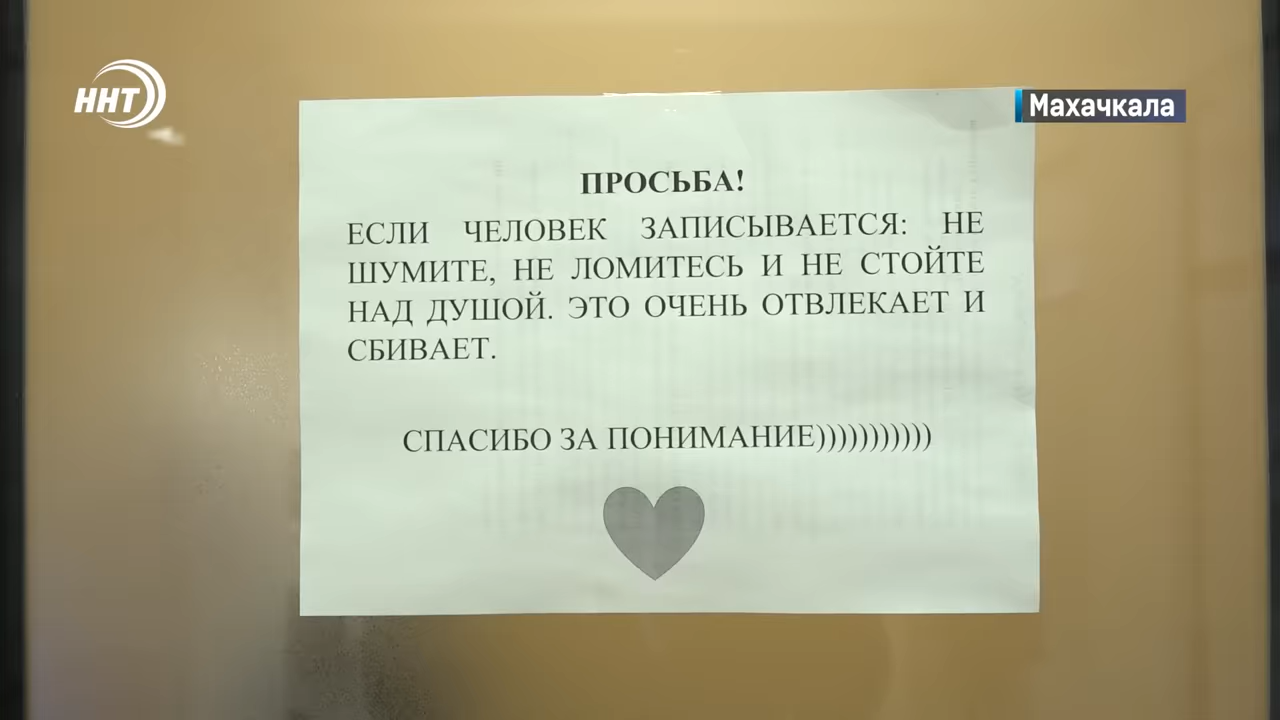 ННТ
Махачкала
ПРОСЬБА!
ЕСЛИ ЧЕЛОВЕК ЗАПИСЫВАЕТСЯ: НЕ
ШУМИТЕ, НЕ ЛОМИТЕСЬ И НЕ СТОЙТЕ
НАД ДУШОЙ. ЭТО ОЧЕНЬ ОТВЛЕКАЕТ И
СБИВАЕТ.
СПАСИБО ЗА ПОНИМАНИЕ)))))))))))